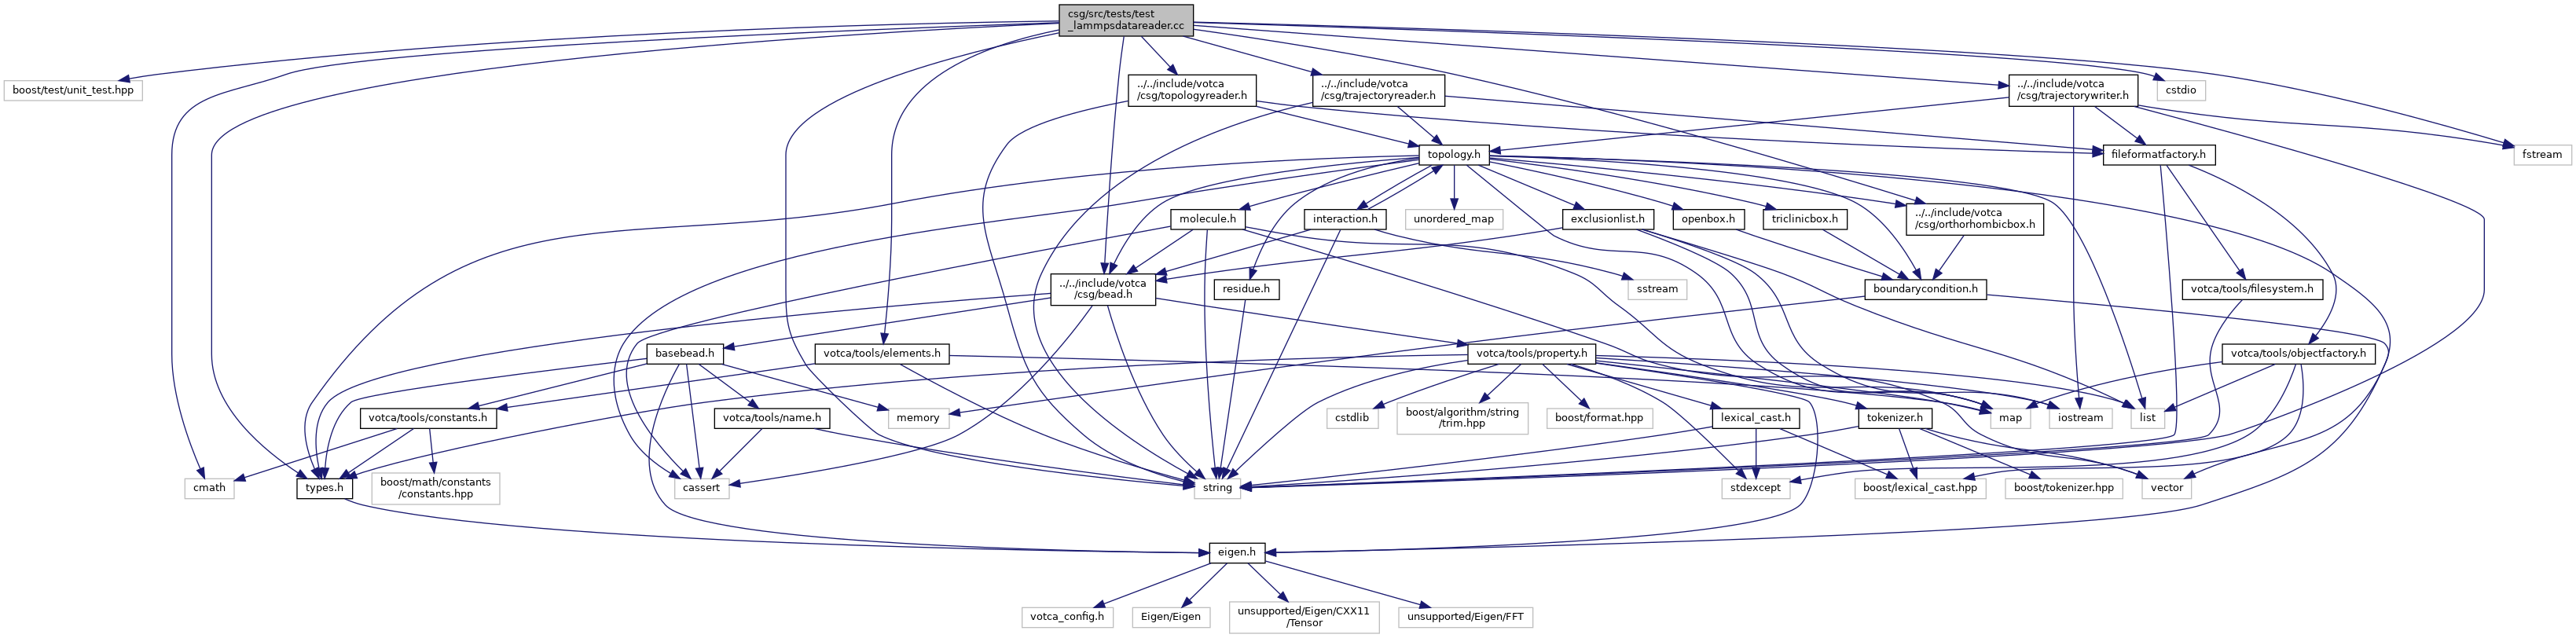 csg/src/tests/test
_lammpsdatareader.cc
boost/test/unit_test.hpp
../../include/votca
/csg/topologyreader.h
../../include/votca
/csg/trajectoryreader.h
../../include/votca
/csg/trajectorywriter.h
cstdio
topology.h
fileformatfactory.h
fstream
molecule.h
interaction.h
unordered_map
exclusionlist.h
openbox.h
triclinicbox.h
../../include/votca
/csg/orthorhombicbox.h
../../include/votca
/csg/bead.h
residue.h
sstream
boundarycondition.h
votca/tools/filesystem.h
basebead.h
votca/tools/elements.h
votca/tools/property.h
votca/tools/objectfactory.h
votca/tools/constants.h
votca/tools/name.h
memory
cstdlib
boost/algorithm/string
/trim.hpp
boost/format.hpp
lexical_cast.h
tokenizer.h
map
iostream
list
cmath
types.h
boost/math/constants
/constants.hpp
cassert
string
stdexcept
boost/lexical_cast.hpp
boost/tokenizer.hpp
vector
eigen.h
votca_config.h
Eigen/Eigen
unsupported/Eigen/CXX11
/Tensor
unsupported/Eigen/FFT